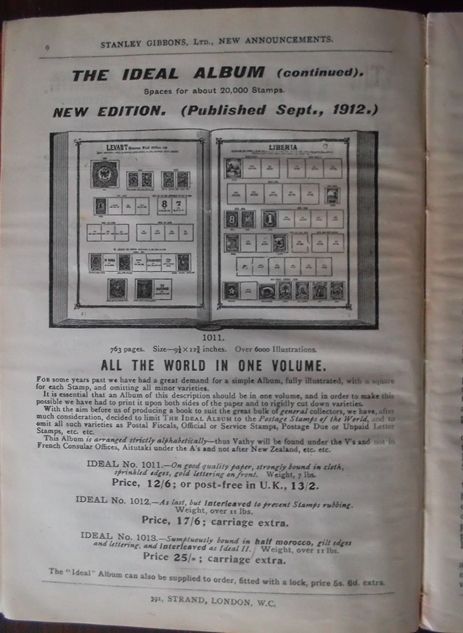 6
STANLEY GIBBONS, LTD., NEW ANNOUNCEMENTS.
THE IDEAL ALBUM (continued).
Spaces for about 20,000 Stamps.
NEW EDITION. (Published Sept., 1912.)
LEVANT
LIBERIA
1011.
763 pages. Size—9½ × 12¾ inches. Over 6000 Illustrations.
ALL THE WORLD IN ONE VOLUME.
FOR some years past we have had a great demand for a simple Album, fully illustrated, with a square
for each Stamp, and omitting all minor varieties.
It is essential that an Album of this description should be in one volume, and in order to make this
possible we have had to print it upon both sides of the paper and to rigidly cut down varieties.
With the aim before us of producing a book to suit the great bulk of general collectors, we have, after
much consideration, decided to limit THE IDEAL ALBUM to the Postage Stamps of the World, and to
omit all such varieties as Postal Fiscals, Official or Service Stamps, Postage Due or Unpaid Letter
Stamps, etc. etc.
This Album is arranged strictly alphabetically—thus Vathy will be found under the V's and not in
French Consular Offices, Aitutaki under the A's and not after New Zealand, etc. etc.
IDEAL No. 1011.—On good quality paper, strongly bound in cloth,
sprinkled edges, gold lettering on front. Weight, 7 lbs.
Price, 12/6; or post-free in U.K., 13/2.
IDEAL No. 1012.—As last, but interleaved to prevent Stamps rubbing.
Weight, over 11 lbs.
Price, 17/6; carriage extra.
IDEAL No. 1013.—Sumptuously bound in half morocco, gilt edges
and lettering, and interleaved as Ideal II. Weight, over 11 lbs.
Price 25/-; carriage extra.
The "Ideal" Album can also be supplied to order, fitted with a lock, price 5s. 6d. extra.
391, STRAND, LONDON, W.C.